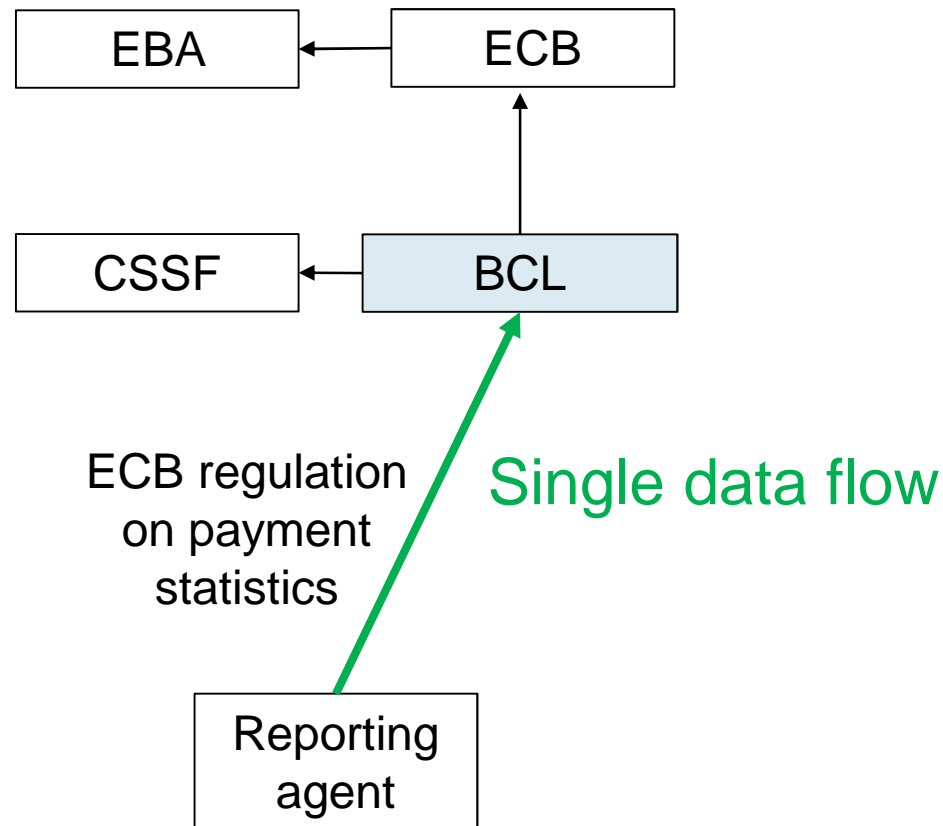 EBA
ECB
CSSF
BCL
ECB regulation
on payment
statistics
Single data flow
Reporting
agent